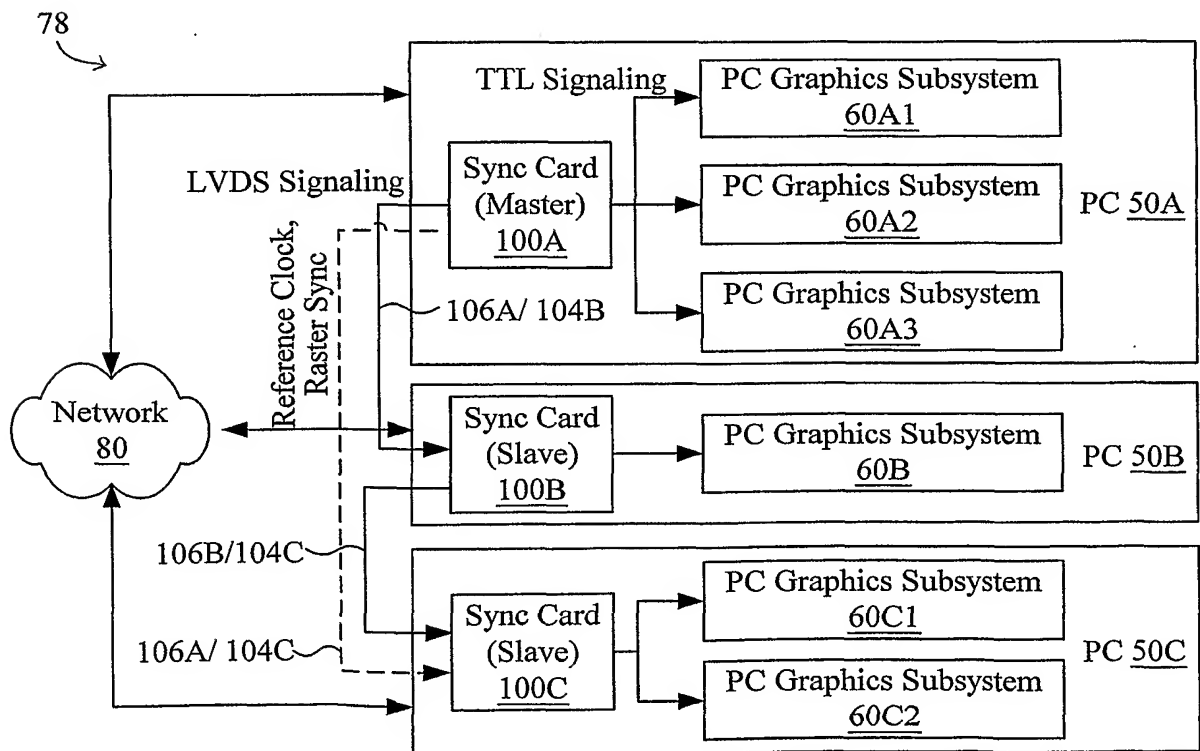 78
TTL Signaling
PC Graphics Subsystem
60A1
LVDS Signaling
Sync Card
(Master)
100A
PC Graphics Subsystem
60A2
PC 50A
PC Graphics Subsystem
60A3
106A/ 104B
Reference Clock,
Raster Sync
Network
80
Sync Card
(Slave)
100B
PC Graphics Subsystem
60B
PC 50B
106B/104C
Sync Card
(Slave)
100C
PC Graphics Subsystem
60C1
PC 50C
106A/ 104C
PC Graphics Subsystem
60C2